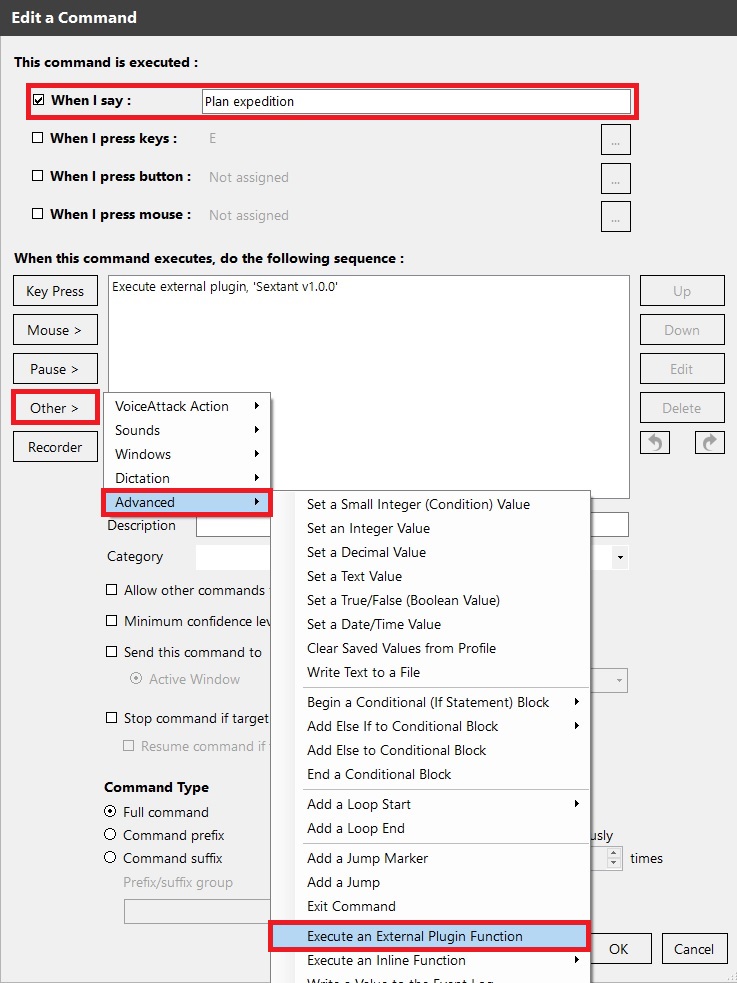 Edit a Command
This command is executed :
When I say : Plan expedition
When I press keys : E ...
When I press button : Not assigned ...
When I press mouse : Not assigned ...
When this command executes, do the following sequence :
Key Press
Execute external plugin, 'Sextant v1.0.0'
Up
Mouse >
Down
Pause >
Edit
Other >
Delete
Recorder
VoiceAttack Action
Sounds
Windows
Dictation
Advanced
Description
Category
Allow other commands
Minimum confidence
Send this command to
Active Window
Stop command if target
Resume command if
Command Type
Full command
Command prefix
Command suffix
Prefix/suffix group
Set a Small Integer (Condition) Value
Set an Integer Value
Set a Decimal Value
Set a Text Value
Set a True/False (Boolean Value)
Set a Date/Time Value
Clear Saved Values from Profile
Write Text to a File
Begin a Conditional (If Statement) Block
Add Else If to Conditional Block
Add Else to Conditional Block
End a Conditional Block
Add a Loop Start
Add a Loop End
Add a Jump Marker
Add a Jump
Exit Command
Execute an External Plugin Function
Execute an Inline Function
Write a Value to the Event Log
times
OK
Cancel